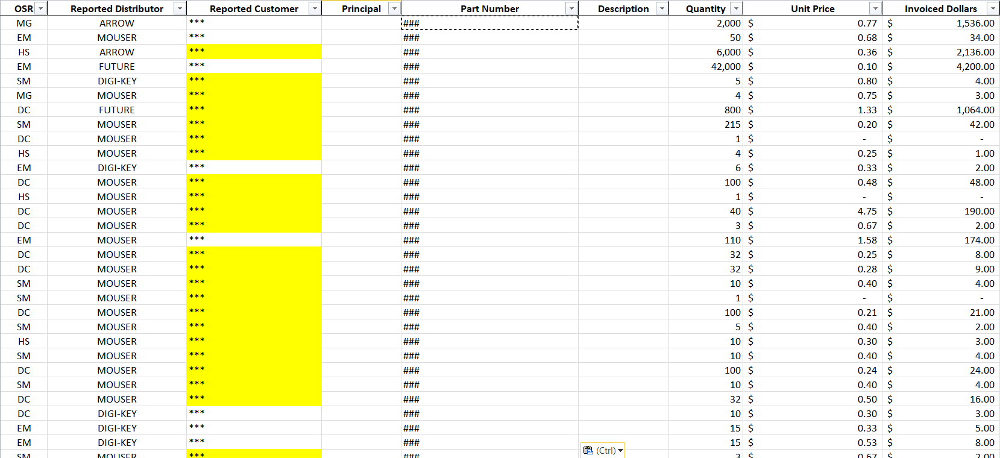 OSR Reported Distributor Reported Customer Principal Part Number Description Quantity Unit Price Invoiced Dollars
MG ARROW *** ### 2,000 $ 0.77 $ 1,536.00
EM MOUSER *** ### 50 $ 0.68 $ 34.00
HS ARROW *** ### 6,000 $ 0.36 $ 2,136.00
EM FUTURE *** ### 42,000 $ 0.10 $ 4,200.00
SM DIGI-KEY *** ### 5 $ 0.80 $ 4.00
MG MOUSER *** ### 4 $ 0.75 $ 3.00
DC FUTURE *** ### 800 $ 1.33 $ 1,064.00
SM MOUSER *** ### 215 $ 0.20 $ 42.00
DC MOUSER *** ### 1 $ - $ -
HS MOUSER *** ### 4 $ 0.25 $ 1.00
EM DIGI-KEY *** ### 6 $ 0.33 $ 2.00
DC MOUSER *** ### 100 $ 0.48 $ 48.00
HS MOUSER *** ### 1 $ - $ -
DC MOUSER *** ### 40 $ 4.75 $ 190.00
DC MOUSER *** ### 3 $ 0.67 $ 2.00
EM MOUSER *** ### 110 $ 1.58 $ 174.00
DC MOUSER *** ### 32 $ 0.25 $ 8.00
DC MOUSER *** ### 32 $ 0.28 $ 9.00
SM MOUSER *** ### 10 $ 0.40 $ 4.00
SM MOUSER *** ### 1 $ - $ -
DC MOUSER *** ### 100 $ 0.21 $ 21.00
SM MOUSER *** ### 5 $ 0.40 $ 2.00
HS MOUSER *** ### 10 $ 0.30 $ 3.00
SM MOUSER *** ### 10 $ 0.40 $ 4.00
DC MOUSER *** ### 100 $ 0.24 $ 24.00
SM MOUSER *** ### 10 $ 0.40 $ 4.00
DC MOUSER *** ### 32 $ 0.50 $ 16.00
DC DIGI-KEY *** ### 10 $ 0.30 $ 3.00
EM DIGI-KEY *** ### 15 $ 0.33 $ 5.00
EM DIGI-KEY *** ### 15 $ 0.53 $ 8.00
(Ctrl)
SM MOUSER *** ### 3 $ 0.67 $ 2.00